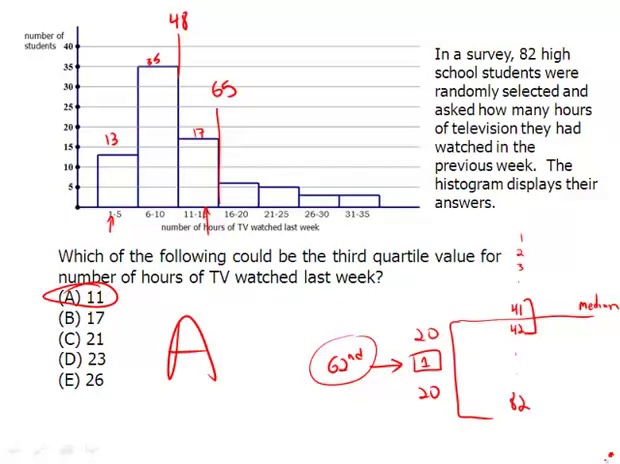 48
number of
students
40
35
30
25
20
15
10
5
35
65
13
17
1-5
6-10
11-15
16-20
21-25
26-30
31-35
number of hours of TV watched last week
In a survey, 82 high
school students were
randomly selected and
asked how many hours
of television they had
watched in the
previous week. The
histogram displays their
answers.
Which of the following could be the third quartile value for
number of hours of TV watched last week?
(A) 11
(B) 17
(C) 21
(D) 23
(E) 26
A
1
2
3
41
Median
42
82
20
1
20
62nd